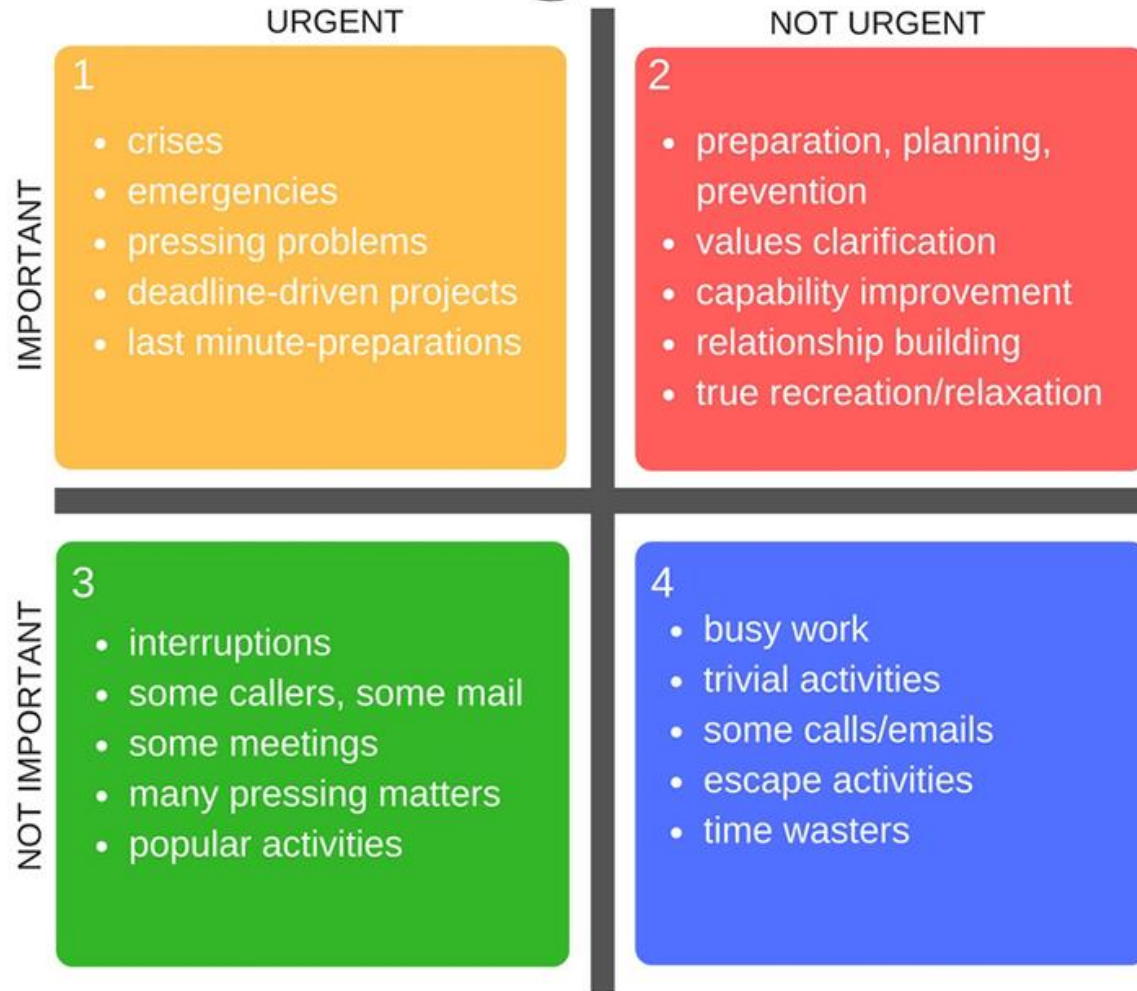 URGENT
NOT URGENT
IMPORTANT
1
• crises
• emergencies
• pressing problems
• deadline-driven projects
• last minute-preparations
2
• preparation, planning,
prevention
• values clarification
• capability improvement
• relationship building
• true recreation/relaxation
NOT IMPORTANT
3
• interruptions
• some callers, some mail
• some meetings
• many pressing matters
• popular activities
4
• busy work
• trivial activities
• some calls/emails
• escape activities
• time wasters